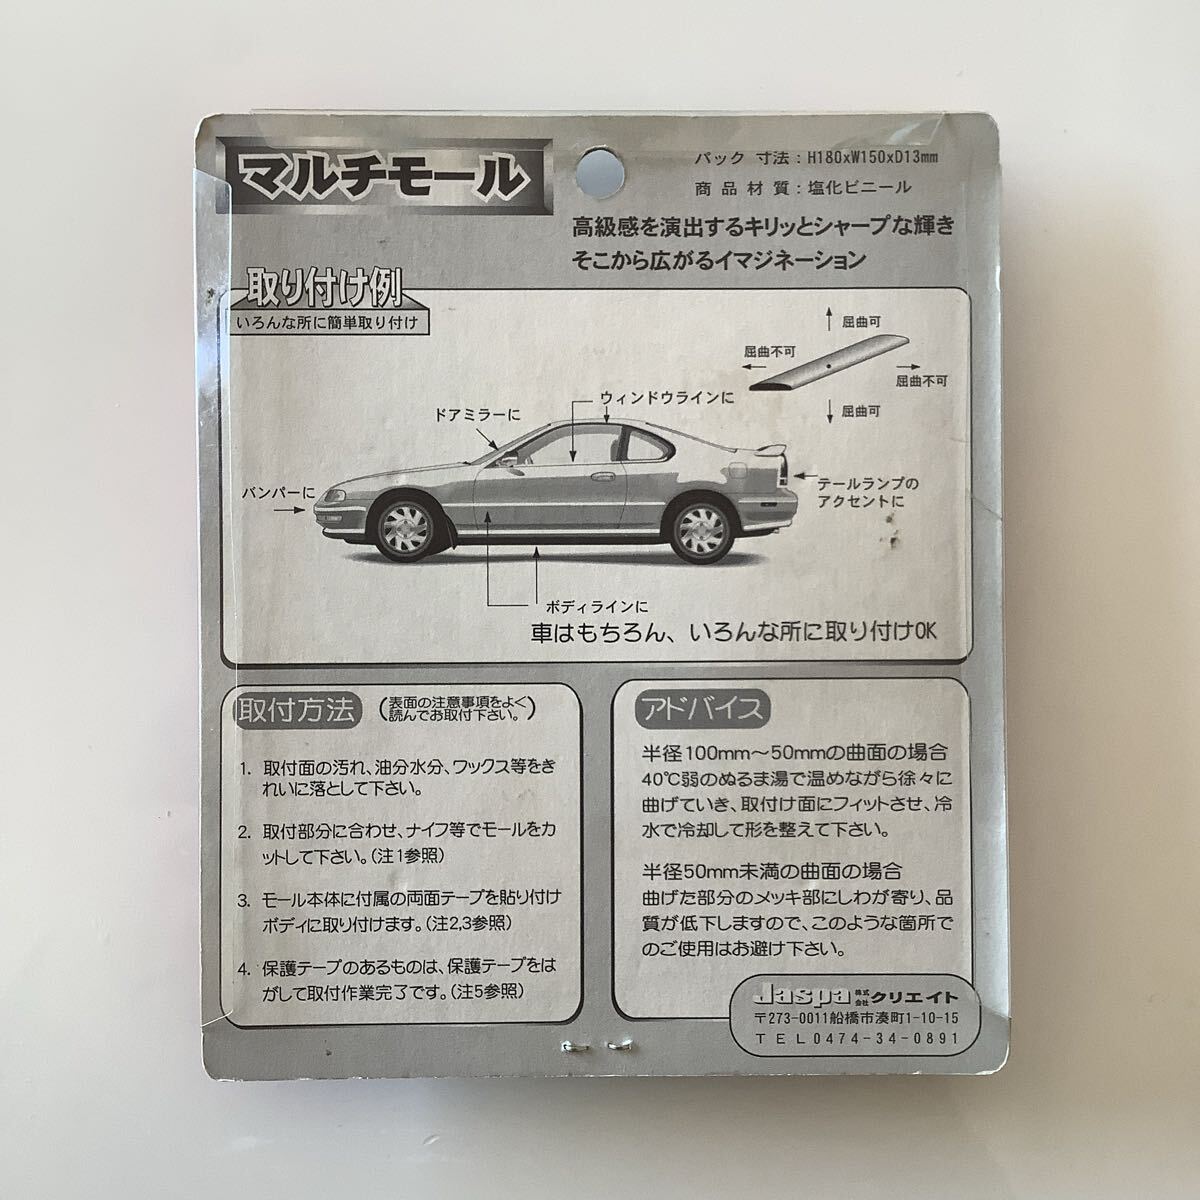 マルチモール
パック 寸法：H180xW150xD13mm
商品材質：塩化ビニール
高級感を演出するキリッとシャープな輝き
そこから広がるイマジネーション
取り付け例
いろんな所に簡単取り付け
屈曲可
屈曲不可
屈曲不可
屈曲可
ウィンドウラインに
ドアミラーに
バンパーに
テールランプの
アクセントに
ボディラインに
車はもちろん、いろんな所に取り付けOK
取付方法
(表面の注意事項をよく
読んでお取付下さい。)
1. 取付面の汚れ、油分水分、ワックス等をき
れいに落として下さい。
2. 取付部分に合わせ、ナイフ等でモールをカ
ットして下さい。(注1参照)
3. モール本体に付属の両面テープを貼り付け
ボディに取り付けます。(注2,3参照)
4. 保護テープのあるものは、保護テープをは
がして取付作業完了です。(注5参照)
アドバイス
半径100mm～50mmの曲面の場合
40℃弱のぬるま湯で温めながら徐々に
曲げていき、取付け面にフィットさせ、冷
水で冷却して形を整えて下さい。
半径50mm未満の曲面の場合
曲げた部分のメッキ部にしわが寄り、品
質が低下しますので、このような箇所で
のご使用はお避け下さい。
Jaspa 株式会社クリエイト
〒273-0011船橋市湊町1-10-15
TEL0474-34-0891